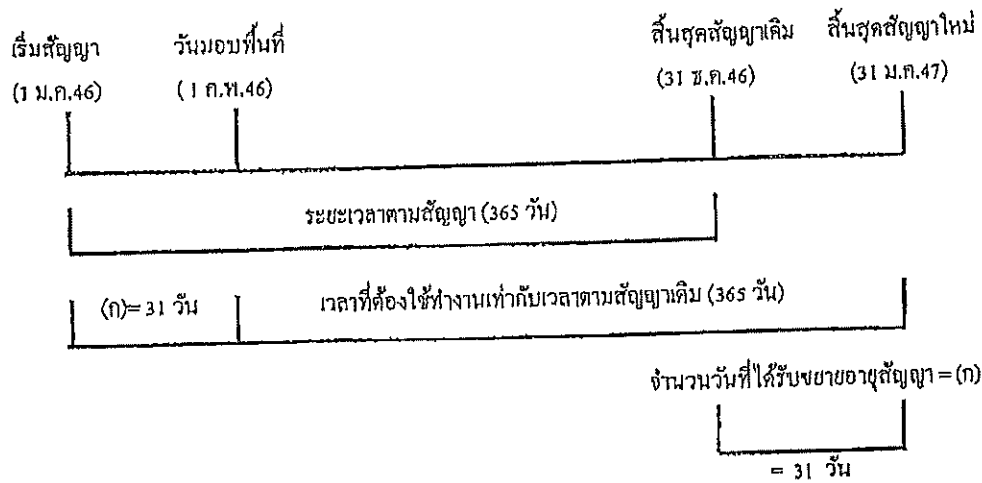 เริ่มสัญญา วันมอบพื้นที่ สิ้นสุดสัญญาเดิม สิ้นสุดสัญญาใหม่
(1 ม.ค.46) ( 1 ก.พ.46) (31 ธ.ค.46) (31 ม.ค.47)
ระยะเวลาตามสัญญา (365 วัน)
(ก)= 31 วัน เวลาที่ต้องใช้ทำงานเท่ากับเวลาตามสัญญาเดิม (365 วัน)
จำนวนวันที่ได้รับขยายอายุสัญญา = (ก)
= 31 วัน